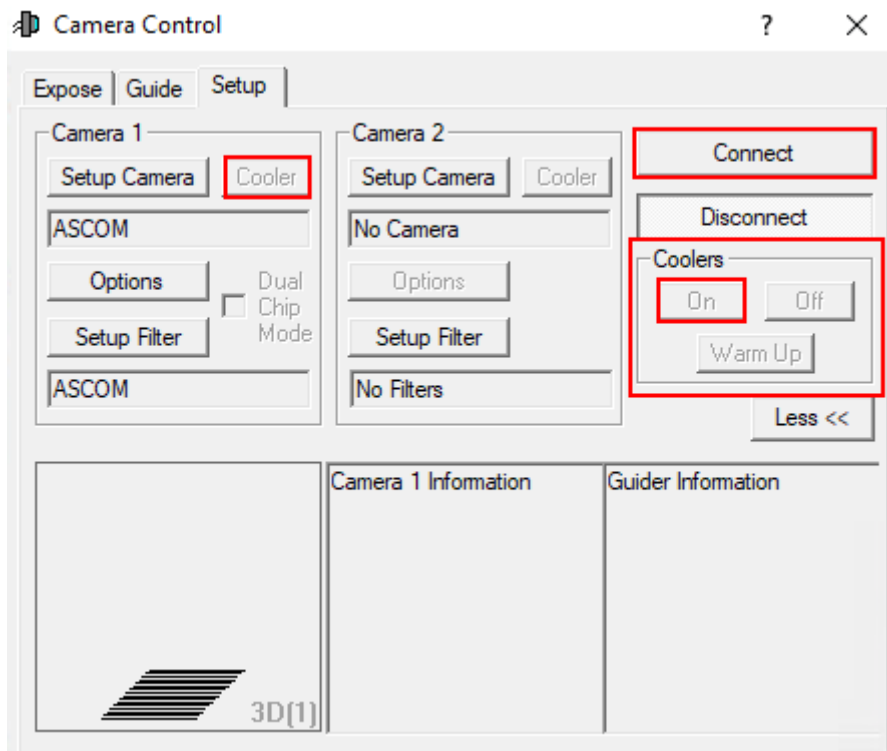 Camera Control
?
Expose Guide Setup
Camera 1
Setup Camera Cooler
ASCOM
Options
Dual
Chip
Mode
Setup Filter
ASCOM
Camera 2
Setup Camera Cooler
No Camera
Options
Setup Filter
No Filters
Connect
Disconnect
Coolers
On Off
Warm Up
Less <<
3D(1)
Camera 1 Information
Guider Information